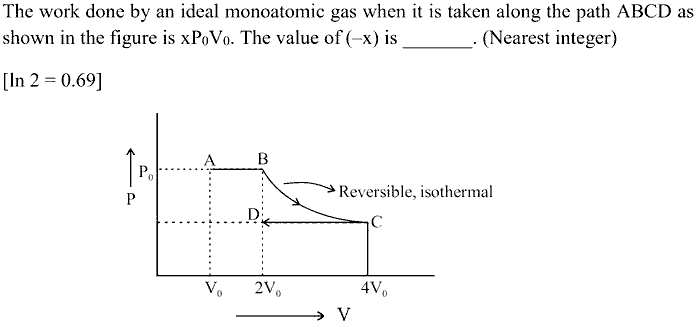 The work done by an ideal monoatomic gas when it is taken along the path ABCD as
shown in the figure is xP₀V₀. The value of (–x) is ________. (Nearest integer)
[ln 2 = 0.69]
A
B
P₀
P
Reversible, isothermal
D
C
V₀
2V₀
4V₀
V